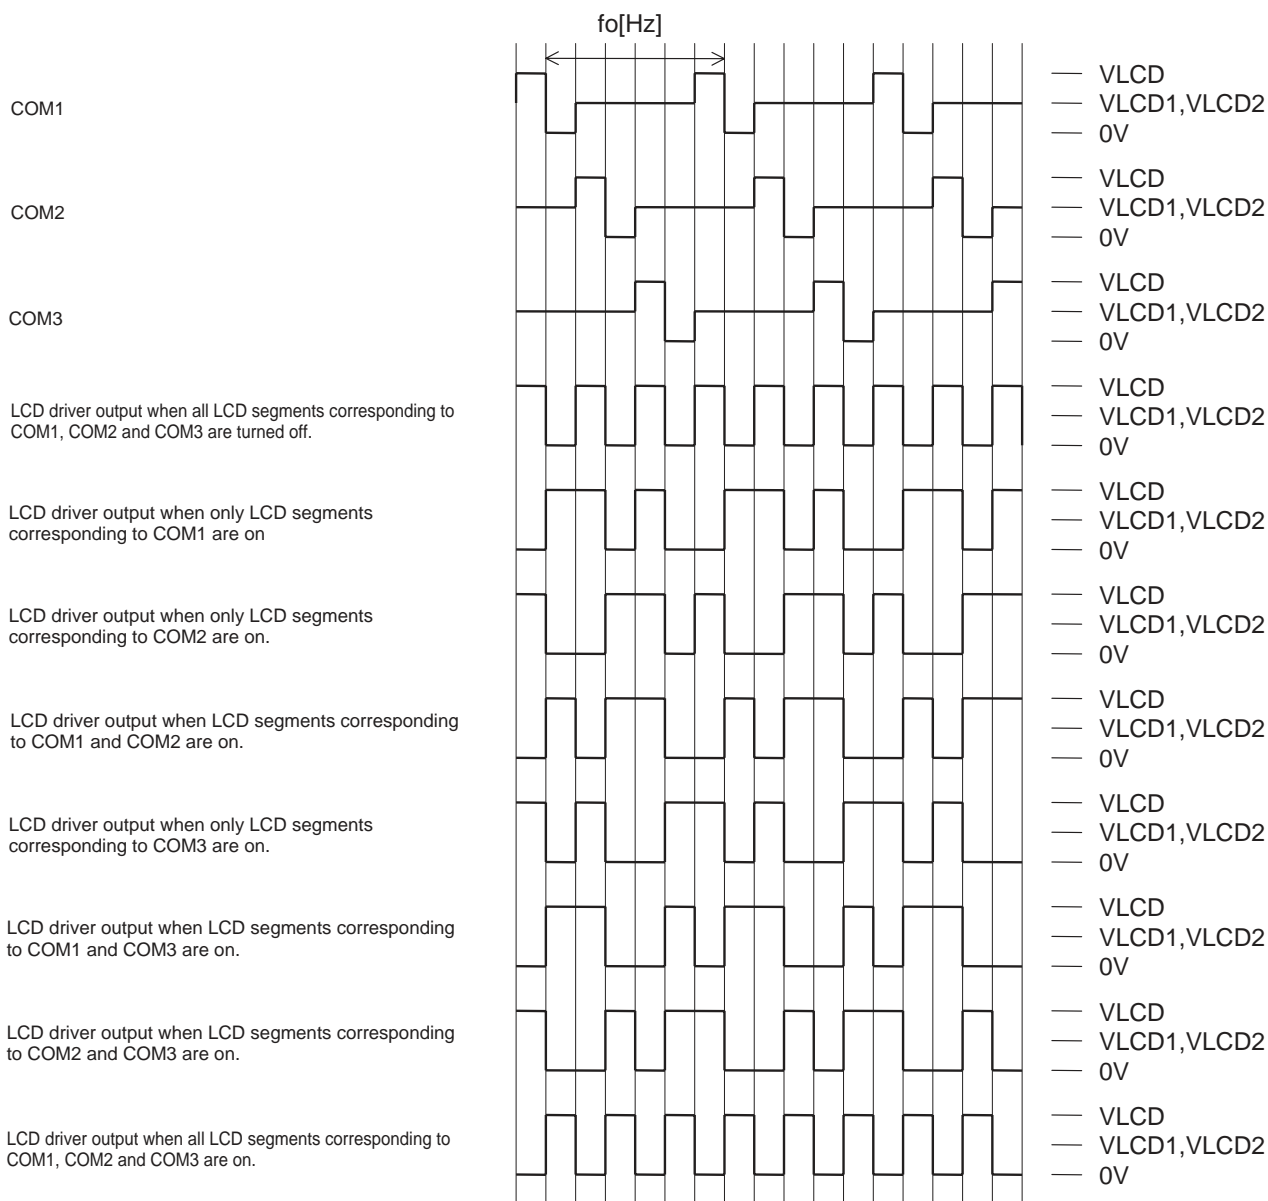 fo[Hz]
COM1
VLCD
VLCD1,VLCD2
0V
COM2
VLCD
VLCD1,VLCD2
0V
COM3
VLCD
VLCD1,VLCD2
0V
LCD driver output when all LCD segments corresponding to
COM1, COM2 and COM3 are turned off.
VLCD
VLCD1,VLCD2
0V
LCD driver output when only LCD segments
corresponding to COM1 are on
VLCD
VLCD1,VLCD2
0V
LCD driver output when only LCD segments
corresponding to COM2 are on.
VLCD
VLCD1,VLCD2
0V
LCD driver output when LCD segments corresponding
to COM1 and COM2 are on.
VLCD
VLCD1,VLCD2
0V
LCD driver output when only LCD segments
corresponding to COM3 are on.
VLCD
VLCD1,VLCD2
0V
LCD driver output when LCD segments corresponding
to COM1 and COM3 are on.
VLCD
VLCD1,VLCD2
0V
LCD driver output when LCD segments corresponding
to COM2 and COM3 are on.
VLCD
VLCD1,VLCD2
0V
LCD driver output when all LCD segments corresponding to
COM1, COM2 and COM3 are on.
VLCD
VLCD1,VLCD2
0V